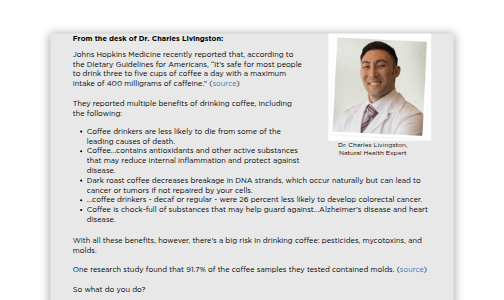 From the desk of Dr. Charles Livingston:
Johns Hopkins Medicine recently reported that, according to
the Dietary Guidelines for Americans, "it's safe for most people
to drink three to five cups of coffee a day with a maximum
intake of 400 milligrams of caffeine." (source)
They reported multiple benefits of drinking coffee, including
the following:
• Coffee drinkers are less likely to die from some of the
leading causes of death.
• Coffee...contains antioxidants and other active substances
that may reduce internal inflammation and protect against
disease.
• Dark roast coffee decreases breakage in DNA strands, which occur naturally but can lead to
cancer or tumors if not repaired by your cells.
• ...coffee drinkers - decaf or regular - were 26 percent less likely to develop colorectal cancer.
• Coffee is chock-full of substances that may help guard against...Alzheimer's disease and heart
disease.
Dr. Charles Livingston,
Natural Health Expert
With all these benefits, however, there's a big risk in drinking coffee: pesticides, mycotoxins, and
molds.
One research study found that 91.7% of the coffee samples they tested contained molds. (source)
So what do you do?